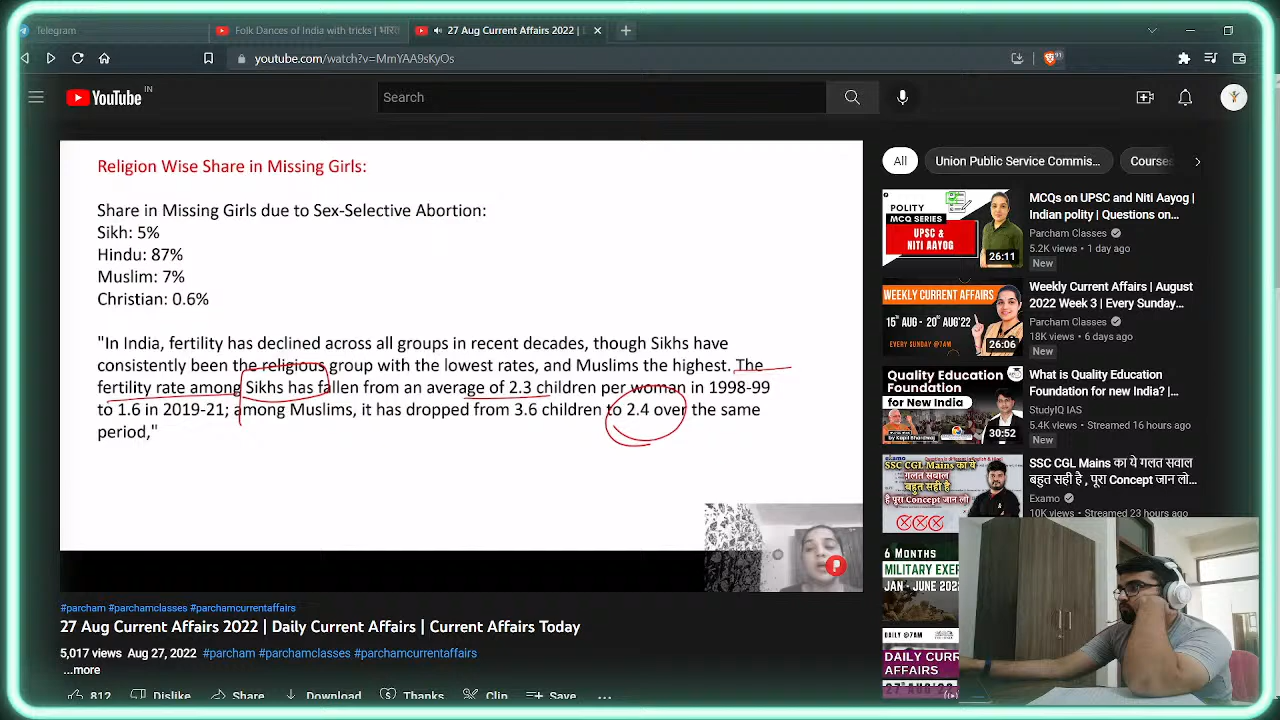 Telegram
Folk Dances of India with tricks | भारत
27 Aug Current Affairs 2022 |
youtube.com/watch?v=MmYAA9sKyOs
YouTube IN
Search
Religion Wise Share in Missing Girls:
Share in Missing Girls due to Sex-Selective Abortion:
Sikh: 5%
Hindu: 87%
Muslim: 7%
Christian: 0.6%
"In India, fertility has declined across all groups in recent decades, though Sikhs have
consistently been the religious group with the lowest rates, and Muslims the highest. The
fertility rate among Sikhs has fallen from an average of 2.3 children per woman in 1998-99
to 1.6 in 2019-21; among Muslims, it has dropped from 3.6 children to 2.4 over the same
period,"
#parcham #parchamclasses #parchamcurrentaffairs
27 Aug Current Affairs 2022 | Daily Current Affairs | Current Affairs Today
5,017 views Aug 27, 2022 #parcham #parchamclasses #parchamcurrentaffairs
...more
812 Dislike Share Download Thanks Clip Save ...
All
Union Public Service Commis...
Courses
POLITY
MCQ SERIES
UPSC &
NITI AAYOG
26:11
MCQs on UPSC and Niti Aayog |
Indian polity | Questions on...
Parcham Classes
5.2K views • 1 day ago
New
WEEKLY CURRENT AFFAIRS
15th AUG - 20th AUG'22
EVERY SUNDAY @7AM
26:06
Weekly Current Affairs | August
2022 Week 3 | Every Sunday...
Parcham Classes
18K views • 6 days ago
New
Quality Education
Foundation
for New India
by Kapil Bhardwaj
30:52
What is Quality Education
Foundation for New India? |
StudyIQ IAS
5.4K views • Streamed 16 hours ago
New
SSC CGL Mains का ये
गलत सवाल
बहुत सही है
है पूरा Concept जान लो
SSC CGL Mains का ये गलत सवाल
बहुत सही है , पूरा Concept जान लो...
Examo
10K views • Streamed 23 hours ago
6 MONTHS
MILITARY EXER
JAN - JUNE 2022
DAILY @7AM
DAILY CURR
AFFAIRS